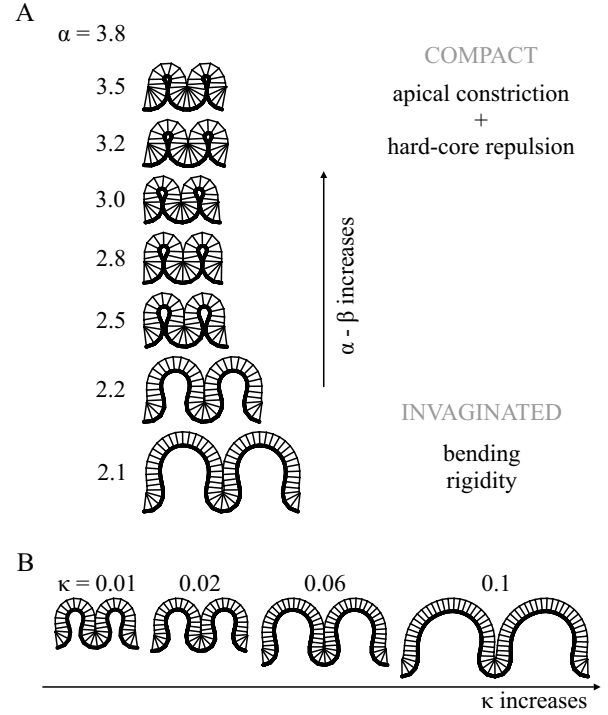 A
α = 3.8
3.5
3.2
3.0
2.8
2.5
2.2
2.1
COMPACT
apical constriction
+
hard-core repulsion
α - β increases
INVAGINATED
bending
rigidity
B
κ = 0.01 0.02 0.06 0.1
κ increases